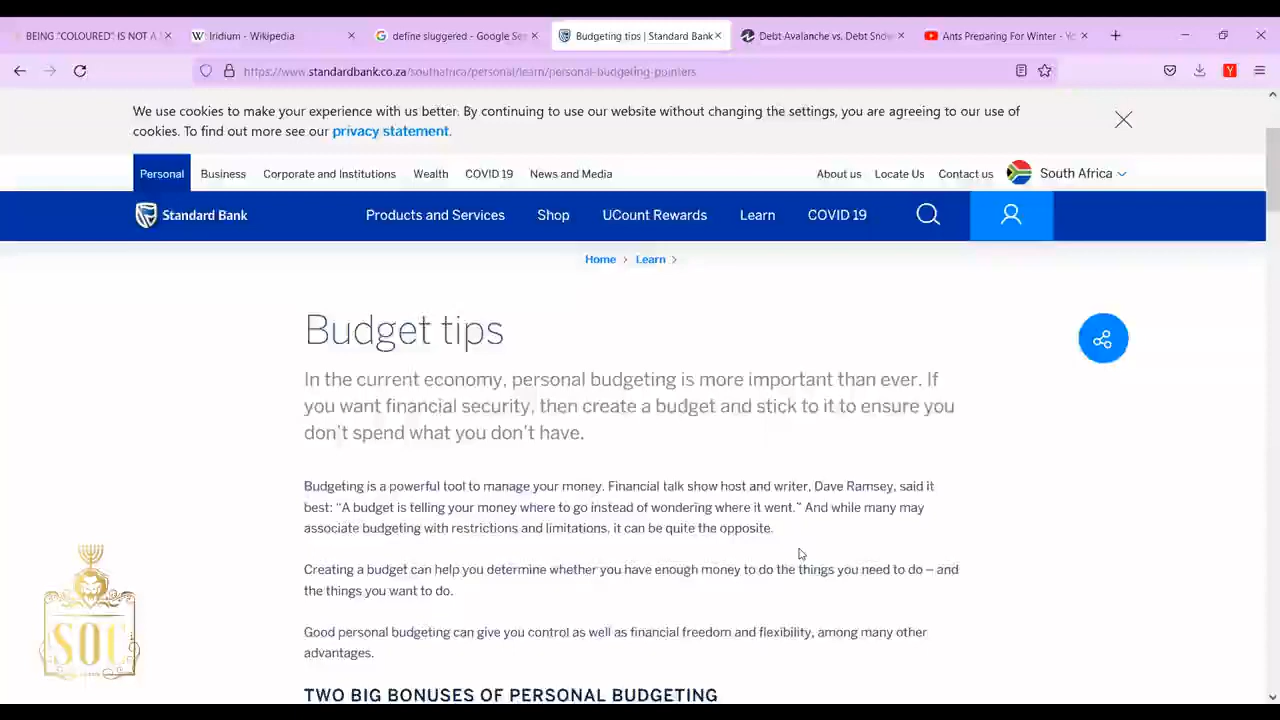 BEING "COLOURED" IS NOT A
Iridium - Wikipedia
define sluggered - Google Se
Budgeting tips | Standard Bank
Debt Avalanche vs. Debt Snow
Ants Preparing For Winter - Yo
https://www.standardbank.co.za/southafrica/personal/learn/personal-budgeting-pointers
We use cookies to make your experience with us better. By continuing to use our website without changing the settings, you are agreeing to our use of
cookies. To find out more see our privacy statement.
Personal Business Corporate and Institutions Wealth COVID 19 News and Media About us Locate Us Contact us South Africa
Standard Bank Products and Services Shop UCount Rewards Learn COVID 19
Home > Learn >
Budget tips
In the current economy, personal budgeting is more important than ever. If
you want financial security, then create a budget and stick to it to ensure you
don't spend what you don't have.
Budgeting is a powerful tool to manage your money. Financial talk show host and writer, Dave Ramsey, said it
best: “A budget is telling your money where to go instead of wondering where it went.” And while many may
associate budgeting with restrictions and limitations, it can be quite the opposite.
Creating a budget can help you determine whether you have enough money to do the things you need to do – and
the things you want to do.
Good personal budgeting can give you control as well as financial freedom and flexibility, among many other
advantages.
SOC
TWO BIG BONUSES OF PERSONAL BUDGETING